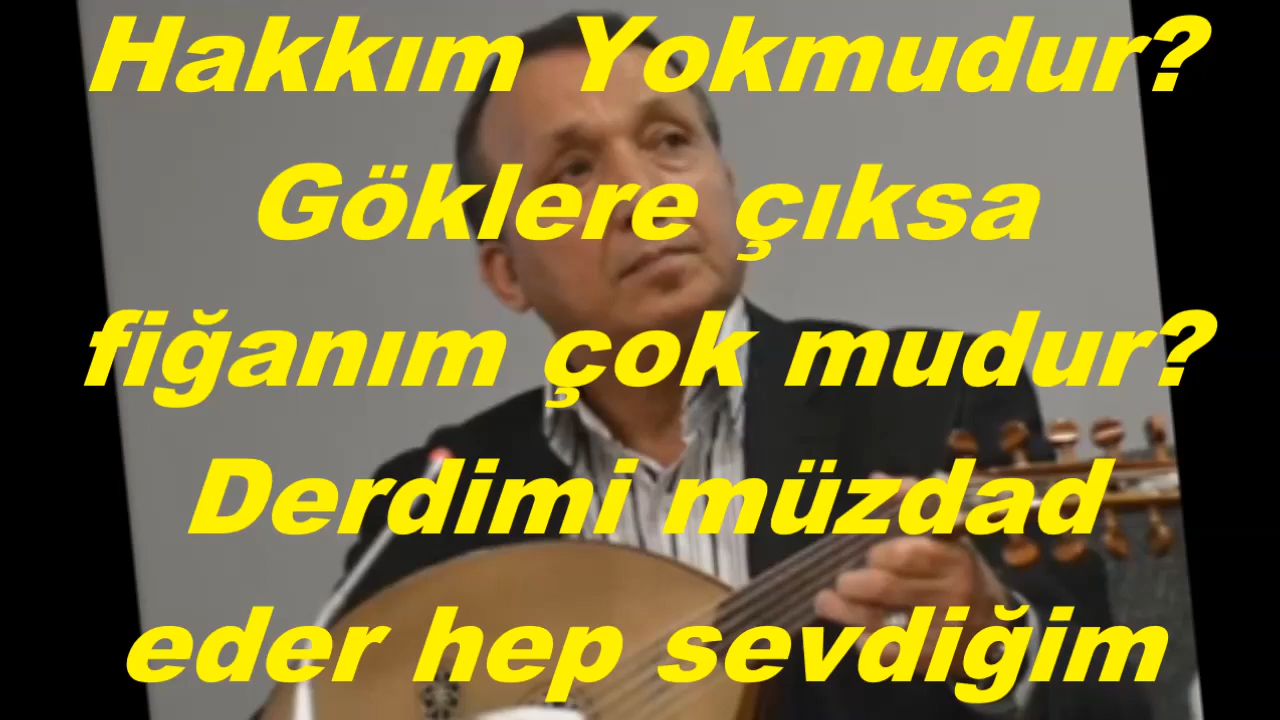 Hakkım Yokmudur?
Göklere çıksa
fiğanım çok mudur?
Derdimi müzdad
eder hep sevdiğim